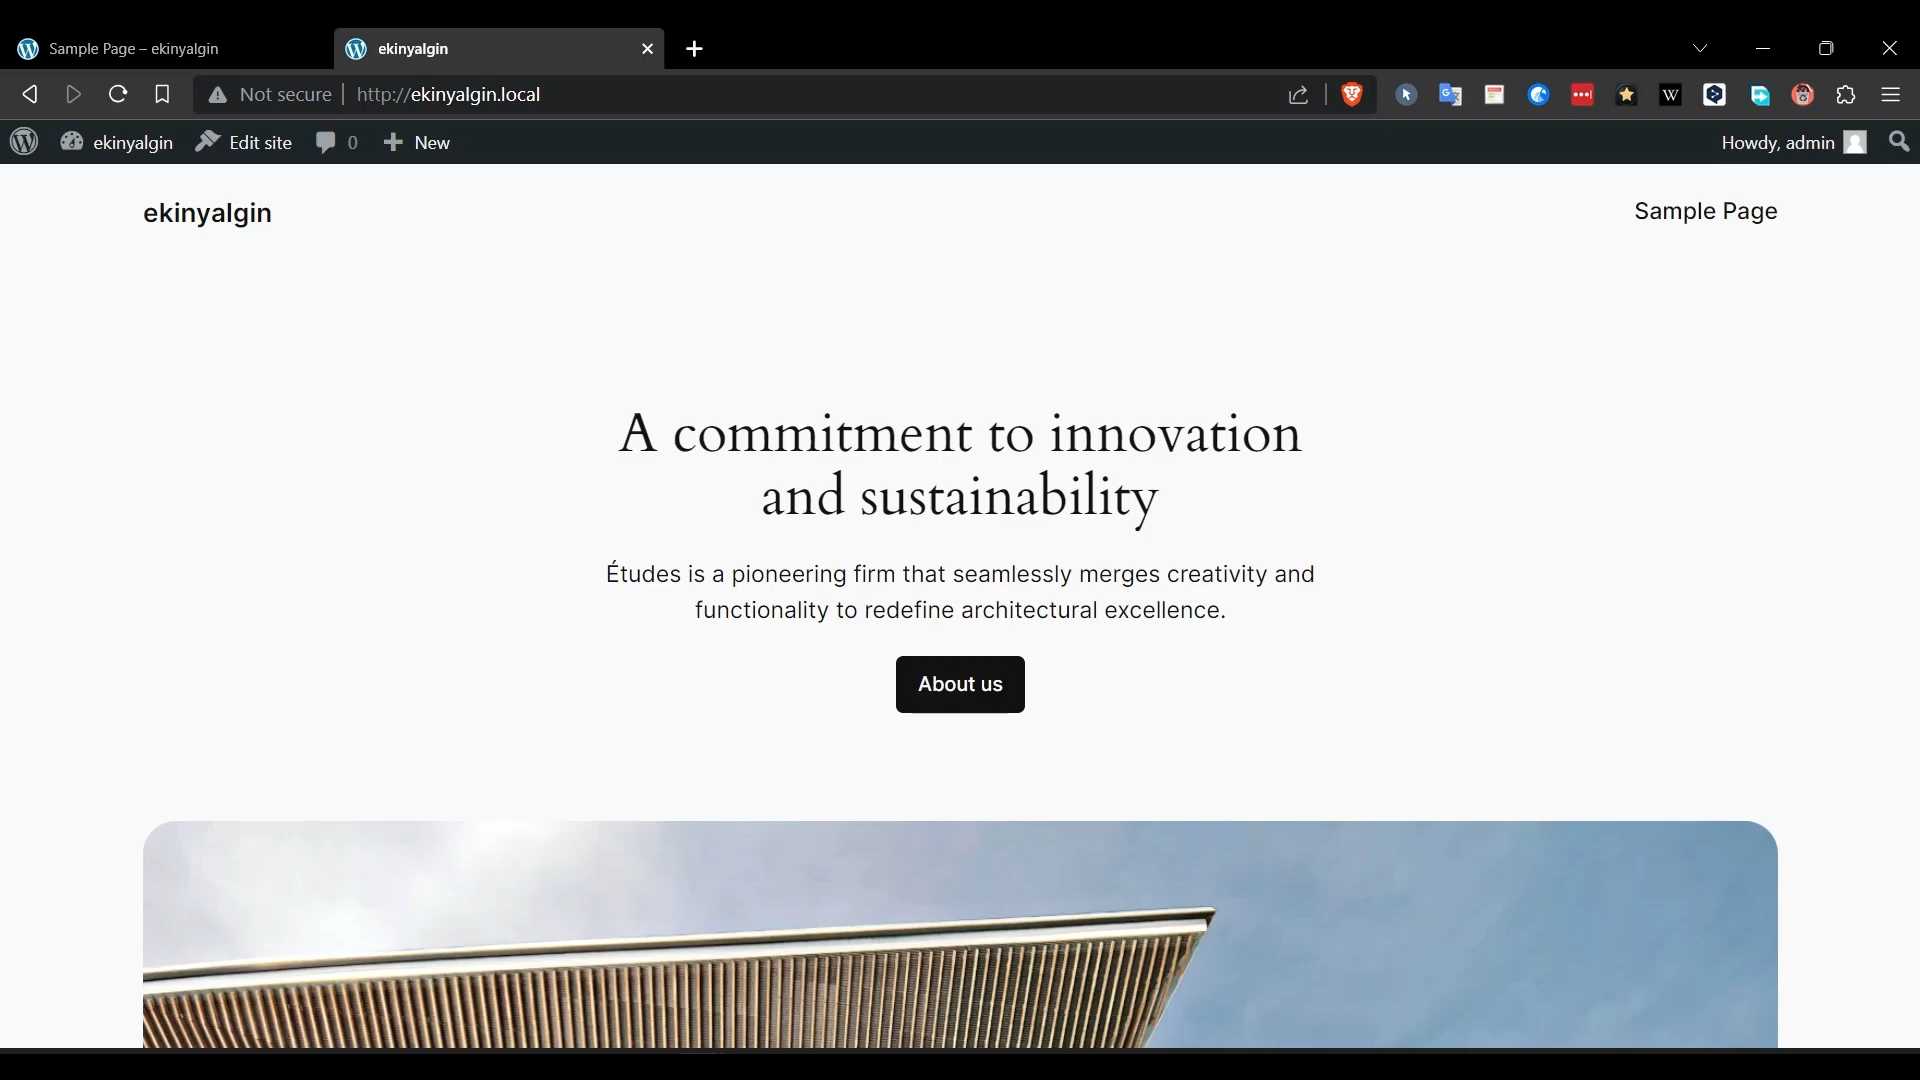 Sample Page – ekinyalgin
ekinyalgin
Not secure
http://ekinyalgin.local
ekinyalgin
Edit site
0
New
Howdy, admin
ekinyalgin
Sample Page
A commitment to innovation
and sustainability
Études is a pioneering firm that seamlessly merges creativity and
functionality to redefine architectural excellence.
About us